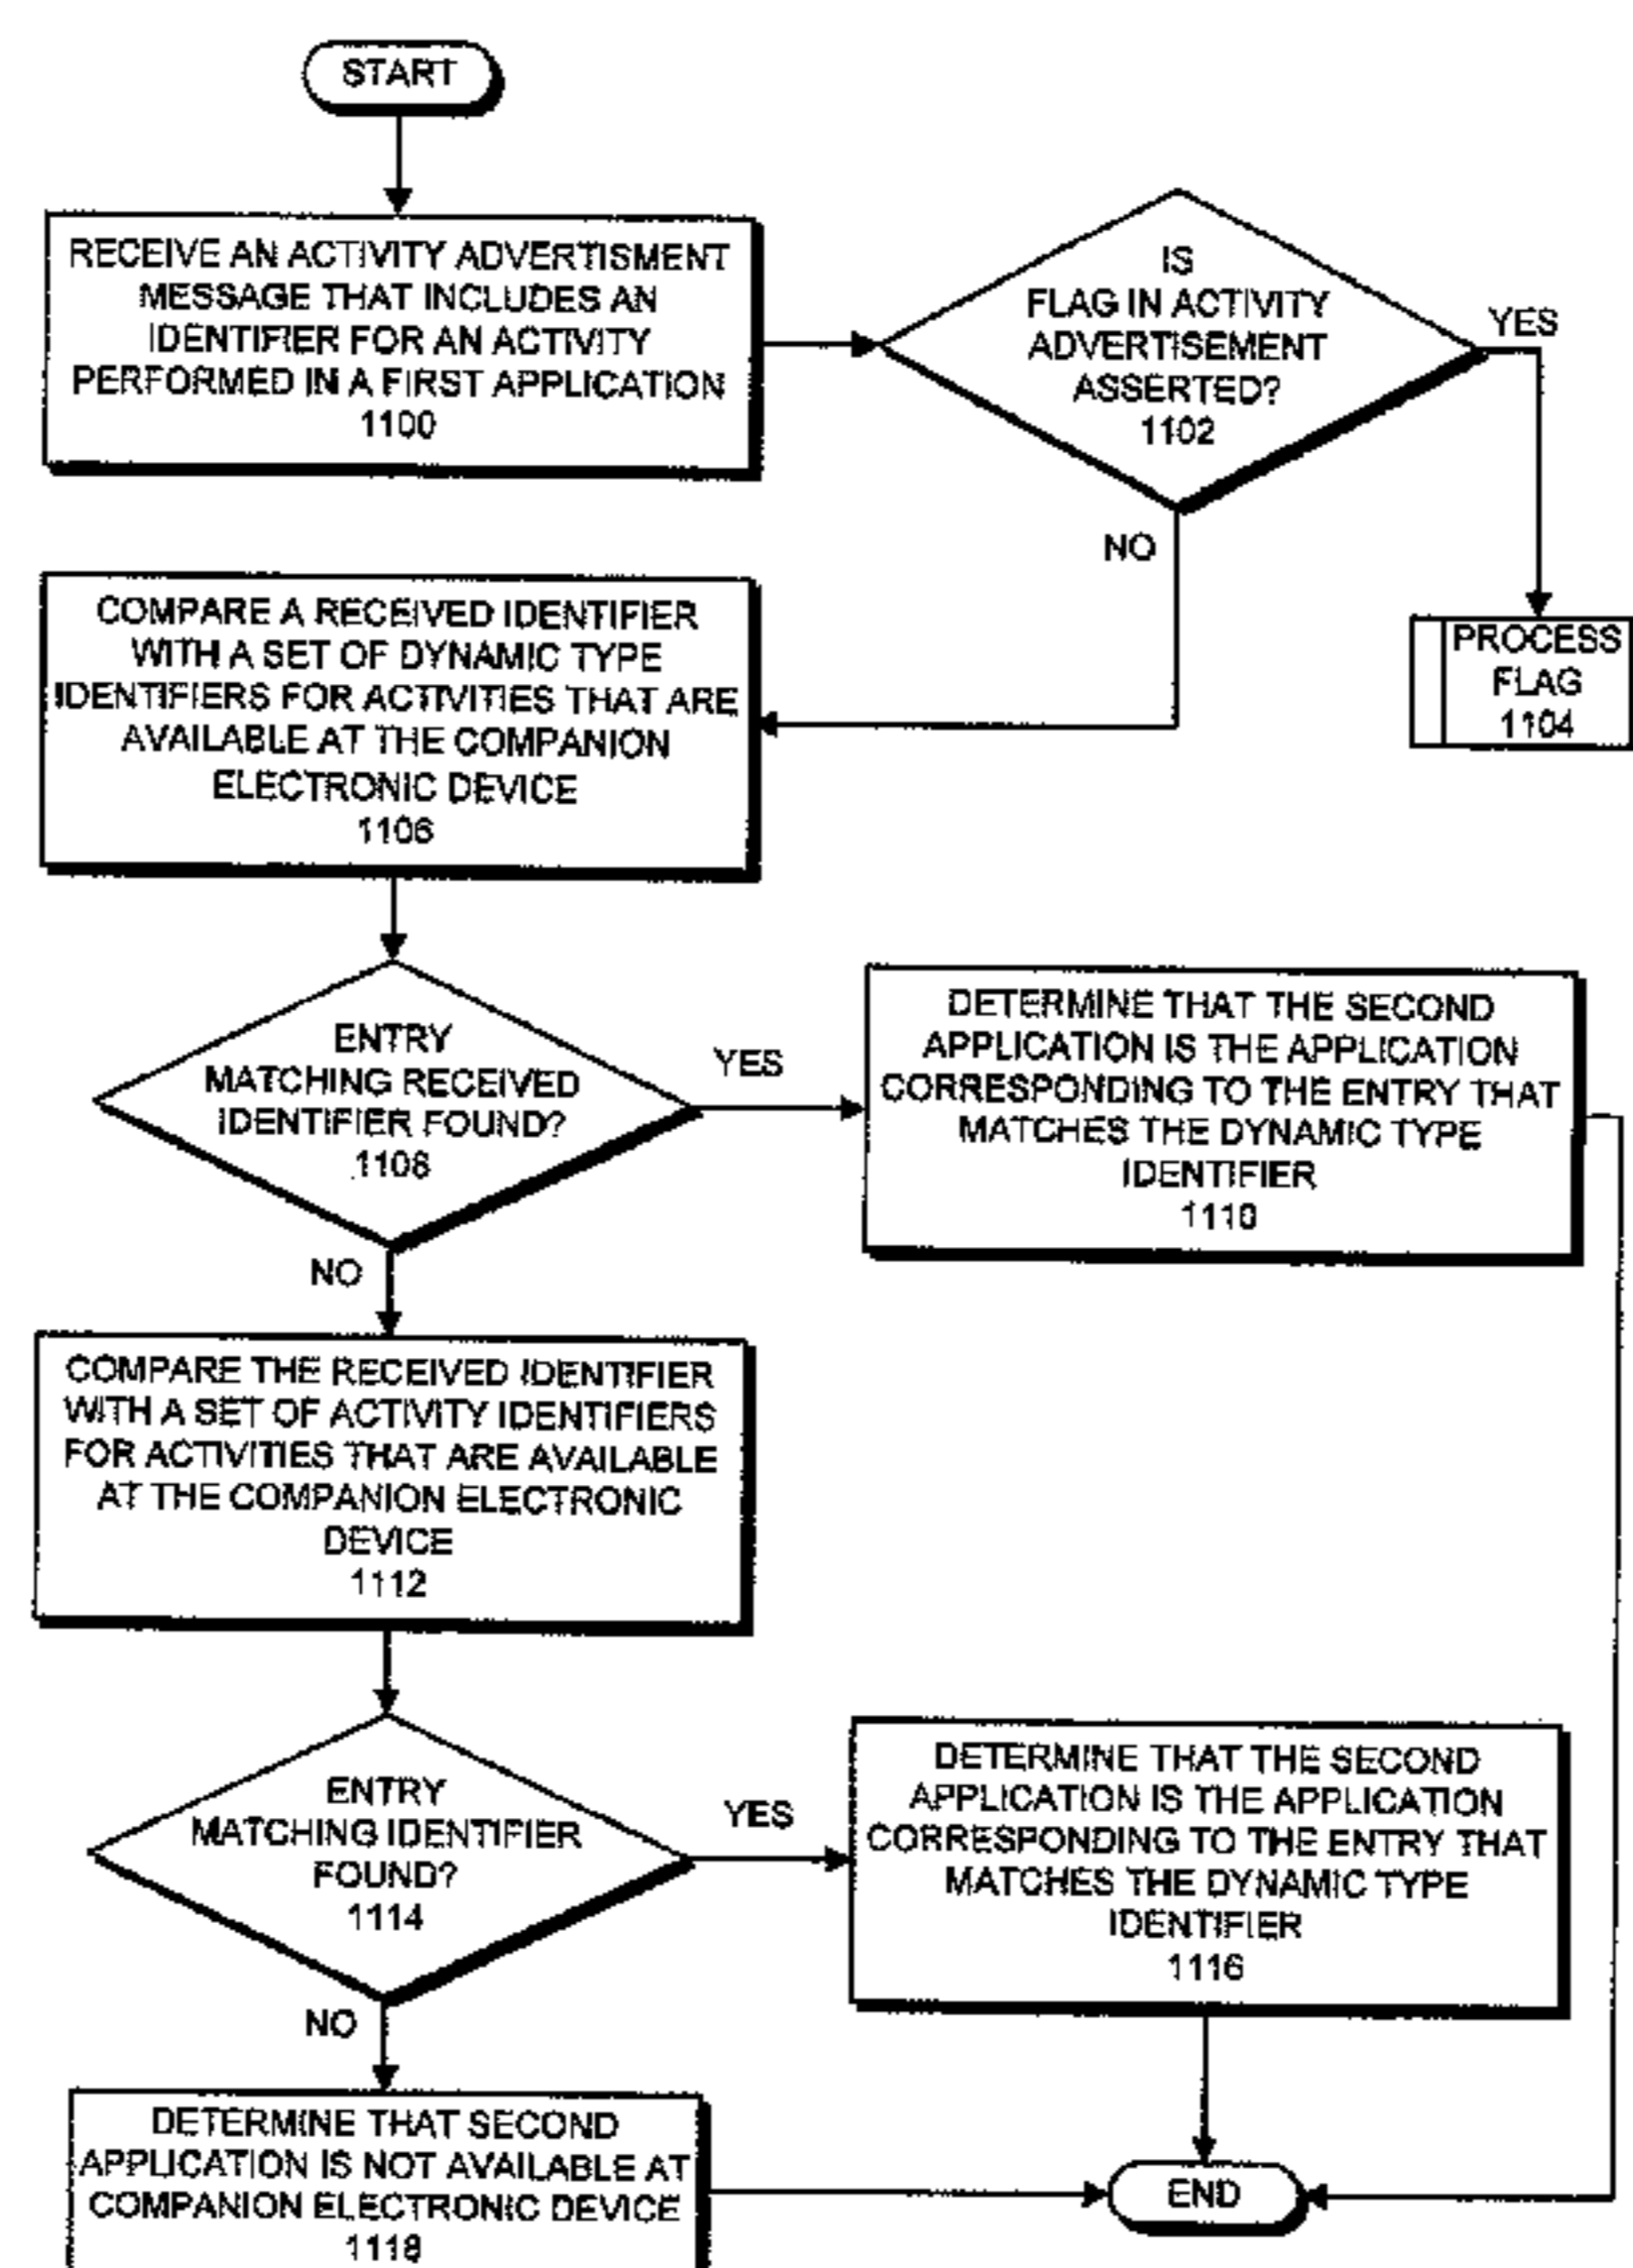 START
RECEIVE AN ACTIVITY ADVERTISMENT
MESSAGE THAT INCLUDES AN
IDENTIFIER FOR AN ACTIVITY
PERFORMED IN A FIRST APPLICATION
1100
IS
FLAG IN ACTIVITY
ADVERTISEMENT
ASSERTED?
1102
YES
NO
PROCESS
FLAG
1104
COMPARE A RECEIVED IDENTIFIER
WITH A SET OF DYNAMIC TYPE
IDENTIFIERS FOR ACTIVITIES THAT ARE
AVAILABLE AT THE COMPANION
ELECTRONIC DEVICE
1106
ENTRY
MATCHING RECEIVED
IDENTIFIER FOUND?
1108
YES
NO
DETERMINE THAT THE SECOND
APPLICATION IS THE APPLICATION
CORRESPONDING TO THE ENTRY THAT
MATCHES THE DYNAMIC TYPE
IDENTIFIER
1110
COMPARE THE RECEIVED IDENTIFIER
WITH A SET OF ACTIVITY IDENTIFIERS
FOR ACTIVITIES THAT ARE AVAILABLE
AT THE COMPANION ELECTRONIC
DEVICE
1112
ENTRY
MATCHING IDENTIFIER
FOUND?
1114
YES
NO
DETERMINE THAT THE SECOND
APPLICATION IS THE APPLICATION
CORRESPONDING TO THE ENTRY THAT
MATCHES THE DYNAMIC TYPE
IDENTIFIER
1116
DETERMINE THAT SECOND
APPLICATION IS NOT AVAILABLE AT
COMPANION ELECTRONIC DEVICE
1118
END